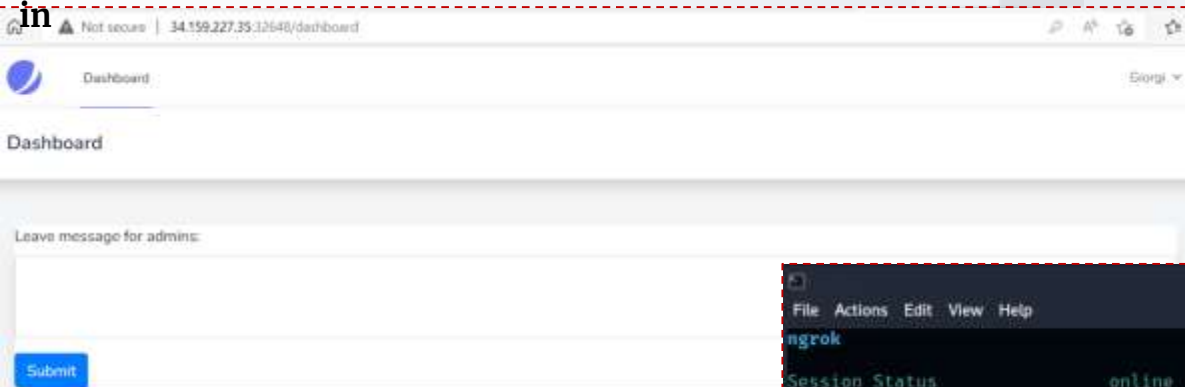 in
Not secure | 34.159.227.35:32648/dashboard
Dashboard
Giorgi
Dashboard
Leave message for admins:
Submit
File Actions Edit View Help
ngrok
Session Status online